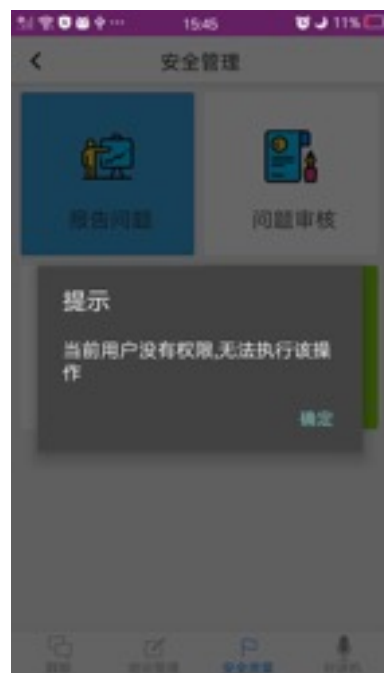 15:45
11%
安全管理
报告问题
问题审核
提示
当前用户没有权限,无法执行该操
作
确定